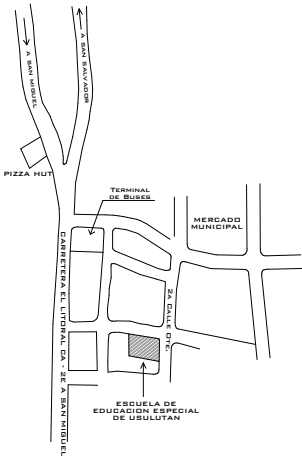 A SAN MIGUEL
A SAN SALVADOR
PIZZA HUT
TERMINAL
DE BUSES
MERCADO
MUNICIPAL
CARRETERA EL LITORAL CA - 2E A SAN MIGUEL
2A CALLE OTE.
ESCUELA DE
EDUCACION ESPECIAL
DE USULUTAN